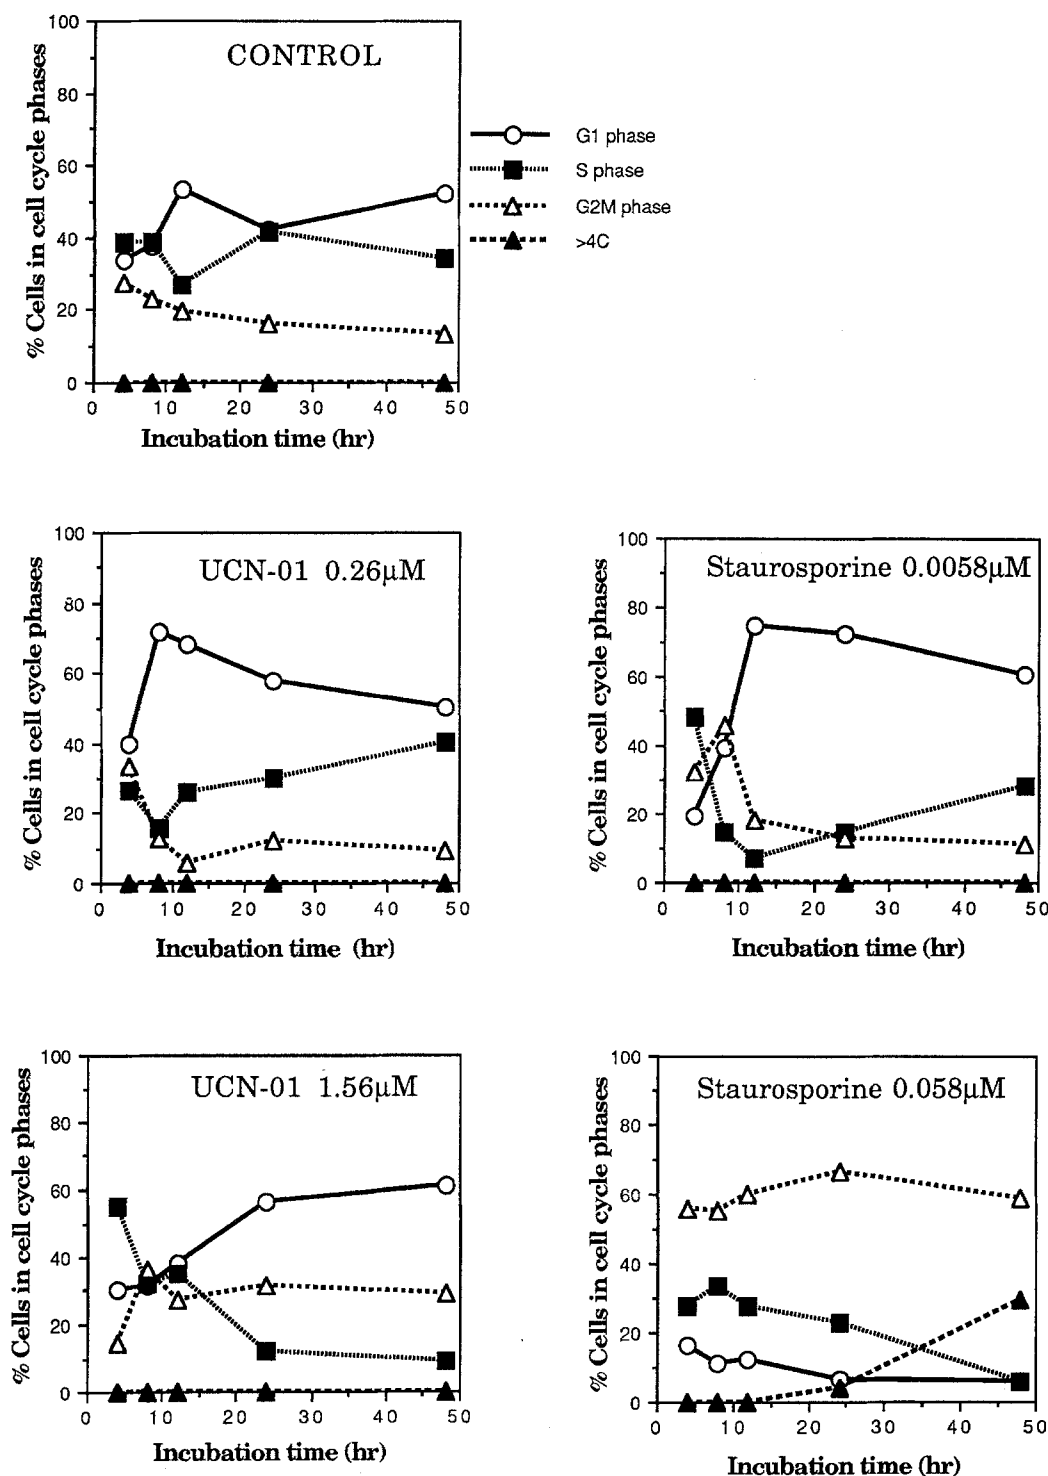 CONTROL
% Cells in cell cycle phases
100
80
60
40
20
0
0 10 20 30 40 50
Incubation time (hr)
G1 phase
S phase
G2M phase
>4C
UCN-01 0.26μM
% Cells in cell cycle phases
100
80
60
40
20
0
0 10 20 30 40 50
Incubation time (hr)
Staurosporine 0.0058μM
% Cells in cell cycle phases
100
80
60
40
20
0
0 10 20 30 40 50
Incubation time (hr)
UCN-01 1.56μM
% Cells in cell cycle phases
100
80
60
40
20
0
0 10 20 30 40 50
Incubation time (hr)
Staurosporine 0.058μM
% Cells in cell cycle phases
100
80
60
40
20
0
0 10 20 30 40 50
Incubation time (hr)